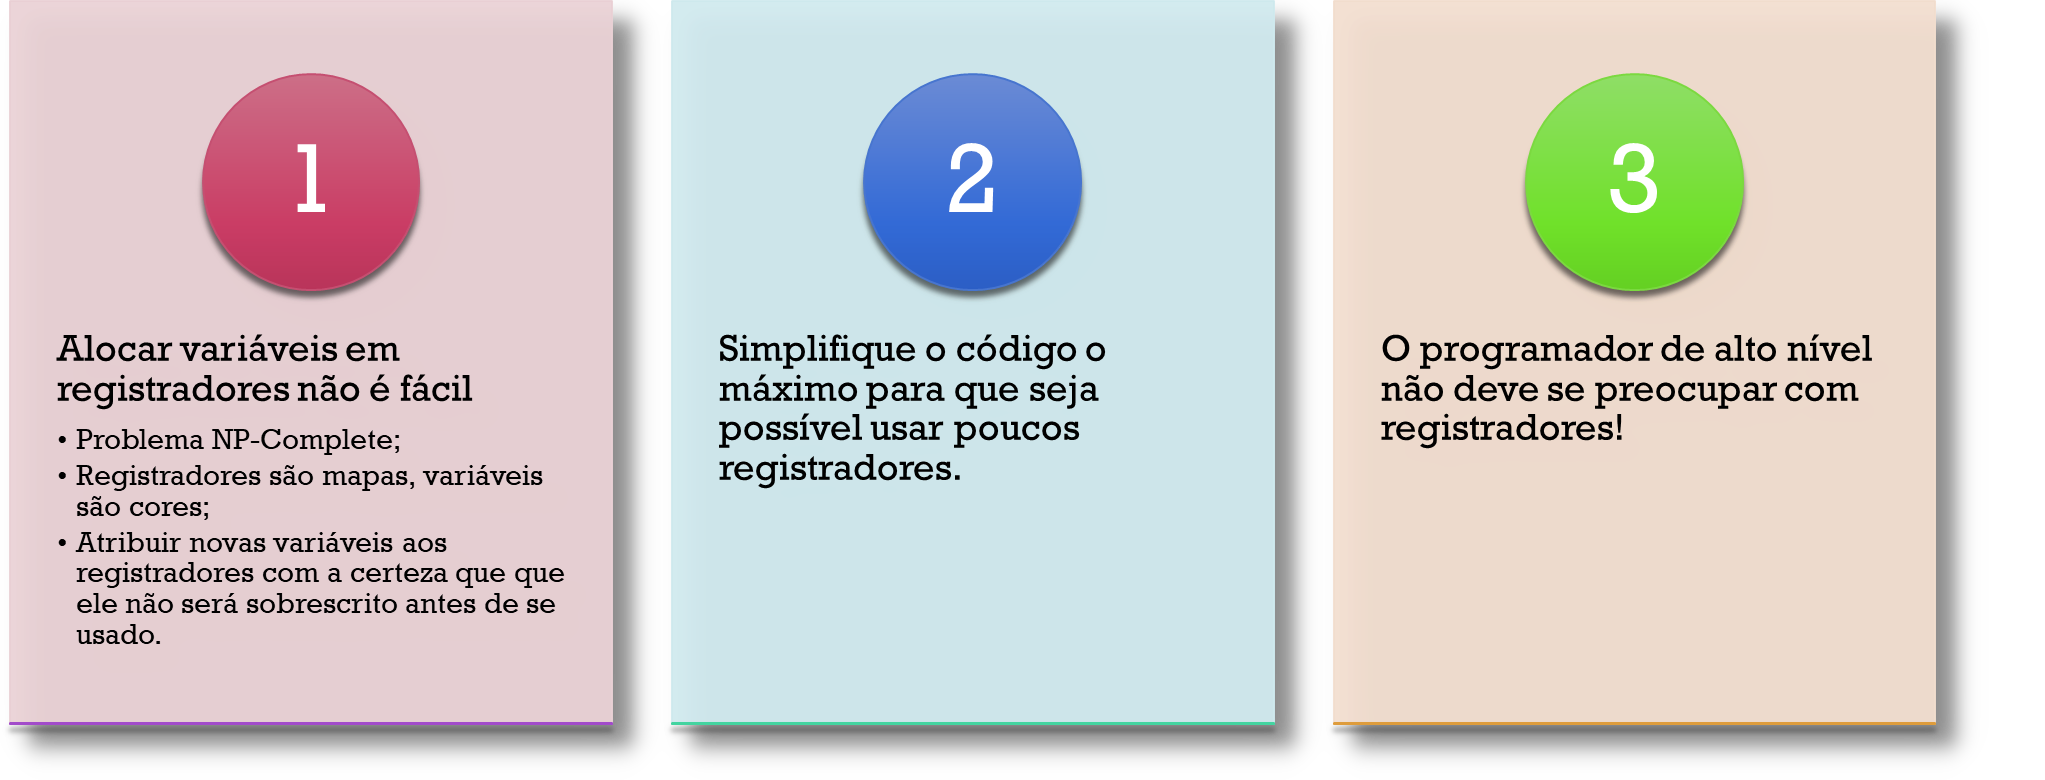 1
Alocar variáveis em
registradores não é fácil
• Problema NP-Complete;
• Registradores são mapas, variáveis
são cores;
• Atribuir novas variáveis aos
registradores com a certeza que que
ele não será sobrescrito antes de se
usado.
2
Simplifique o código o
máximo para que seja
possível usar poucos
registradores.
3
O programador de alto nível
não deve se preocupar com
registradores!